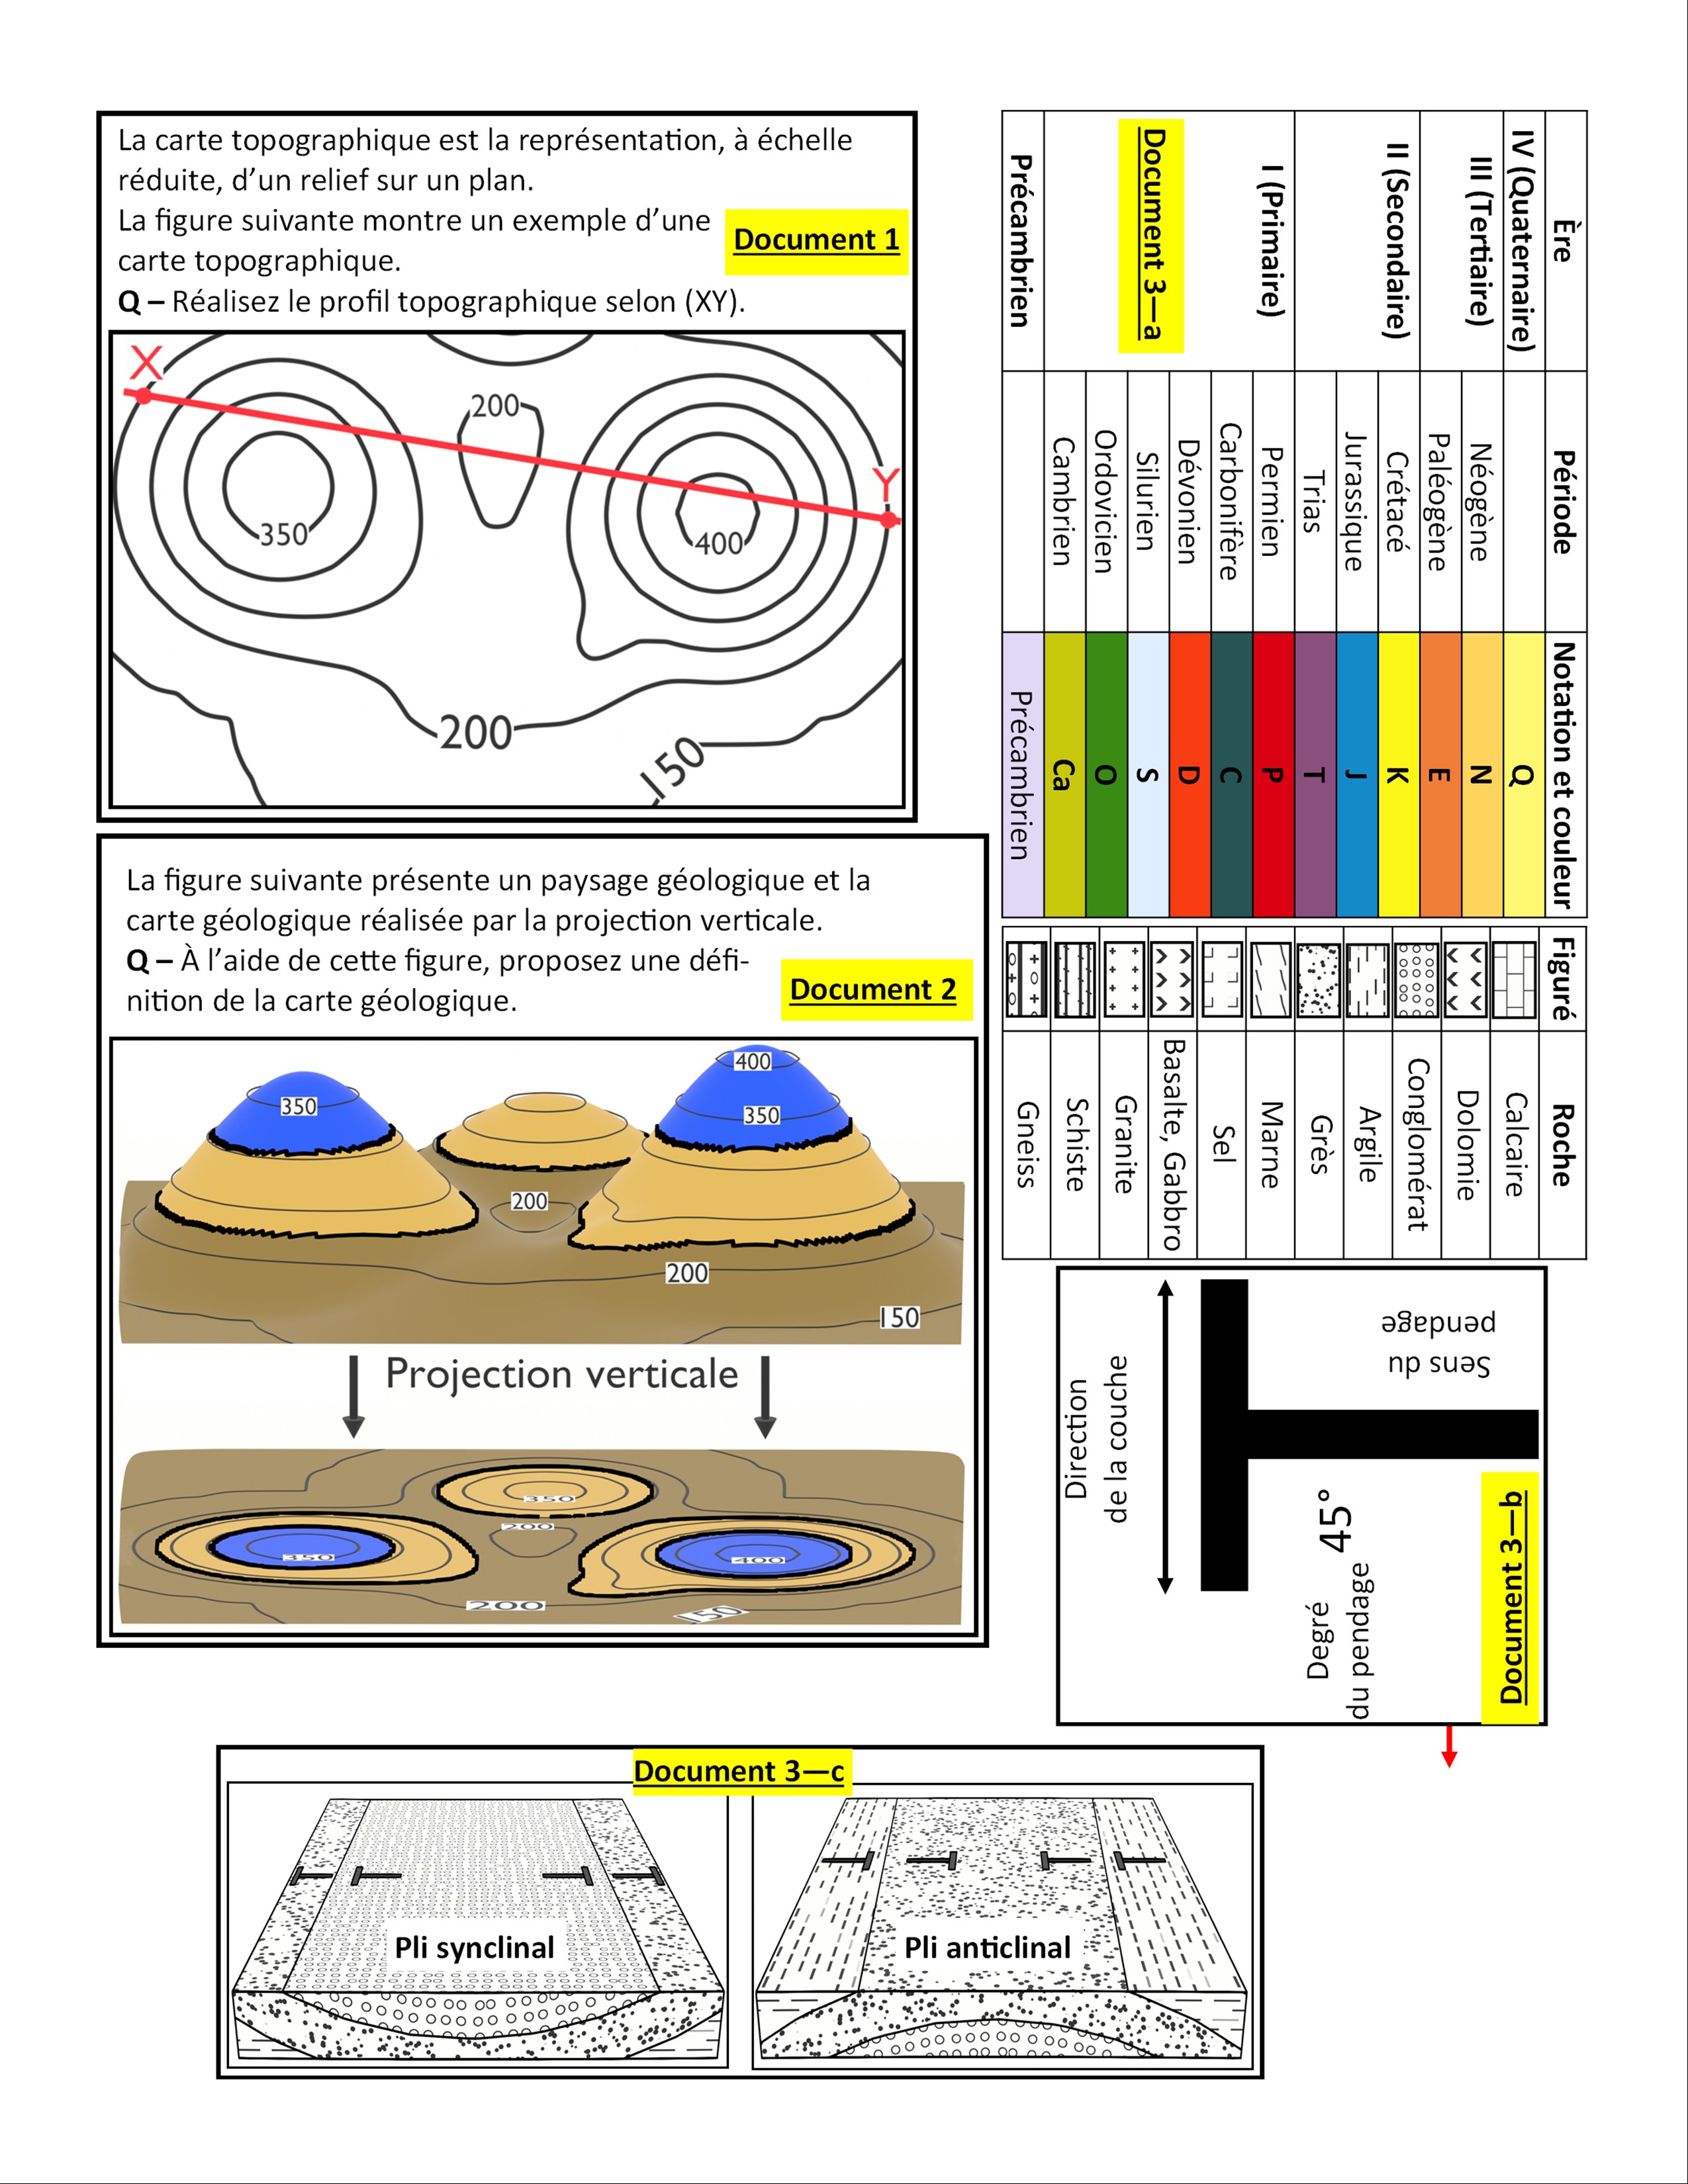 La carte topographique est la représentation, à échelle
réduite, d’un relief sur un plan.
La figure suivante montre un exemple d’une
carte topographique.
Document 1
Q – Réalisez le profil topographique selon (XY).
X
200
Y
350
400
200
150
La figure suivante présente un paysage géologique et la
carte géologique réalisée par la projection verticale.
Q – À l’aide de cette figure, proposez une défi-
nition de la carte géologique.
Document 2
400
350
350
200
200
150
Projection verticale
350
200
350
400
200
150
Ère
Période
Notation et couleur
IV (Quaternaire)
Q
III (Tertiaire)
Néogène
N
Paléogène
E
II (Secondaire)
Crétacé
K
Jurassique
J
Trias
T
I (Primaire)
Permien
P
Carbonifère
C
Dévonien
D
Silurien
S
Ordovicien
O
Cambrien
Ca
Précambrien
Précambrien
Document 3—a
Figuré
Roche
Calcaire
Dolomie
Conglomérat
Argile
Grès
Marne
Sel
Basalte, Gabbro
Granite
Schiste
Gneiss
Sens du
pendage
Direction
de la couche
45°
Degré
du pendage
Document 3—b
Document 3—c
Pli synclinal
Pli anticlinal